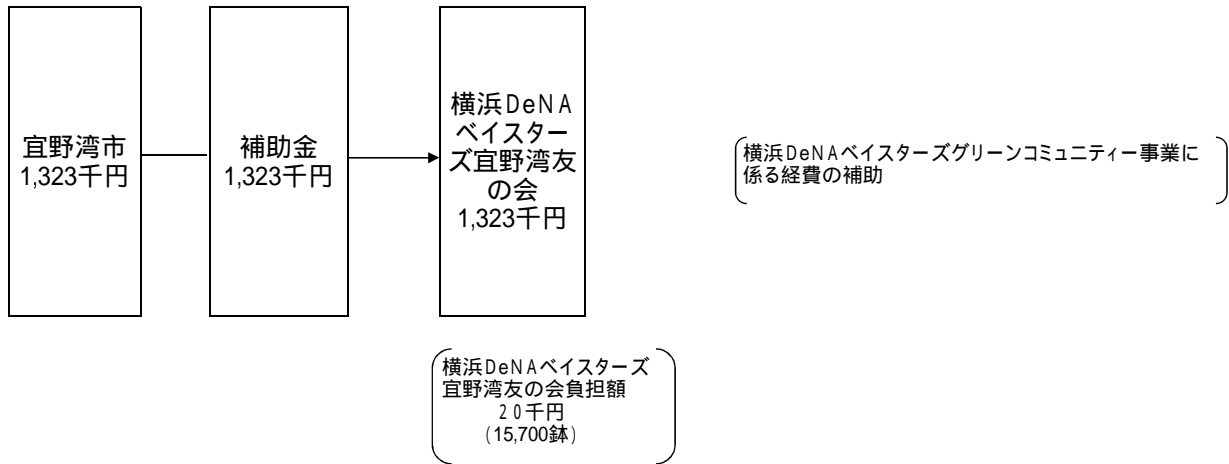 宜野湾市
1,323千円
補助金
1,323千円
横浜DeNA
ベイスター
ズ宜野湾友
の会
1,323千円
横浜DeNAベイスターズグリーンコミュニティー事業に
係る経費の補助
横浜DeNAベイスターズ
宜野湾友の会負担額
20千円
(15,700鉢)